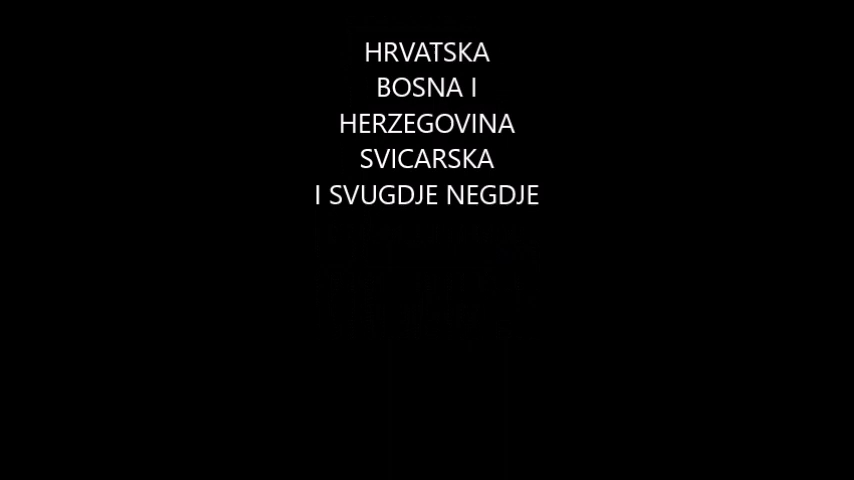 HRVATSKA
BOSNA I
HERZEGOVINA
SVICARSKA
I SVUGDJE NEGDJE